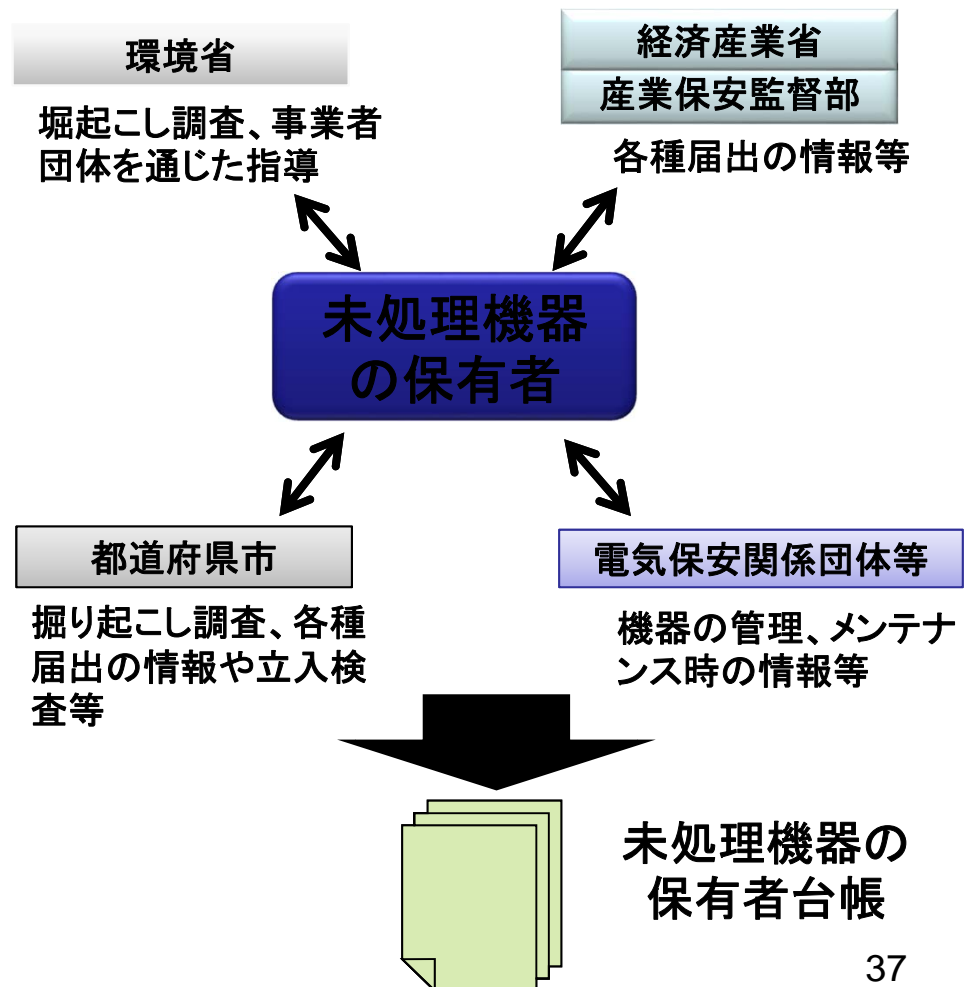 環境省
堀起こし調査、事業者
団体を通じた指導
経済産業省
産業保安監督部
各種届出の情報等
未処理機器
の保有者
都道府県市
掘り起こし調査、各種
届出の情報や立入検
査等
電気保安関係団体等
機器の管理、メンテナ
ンス時の情報等
未処理機器の
保有者台帳
37